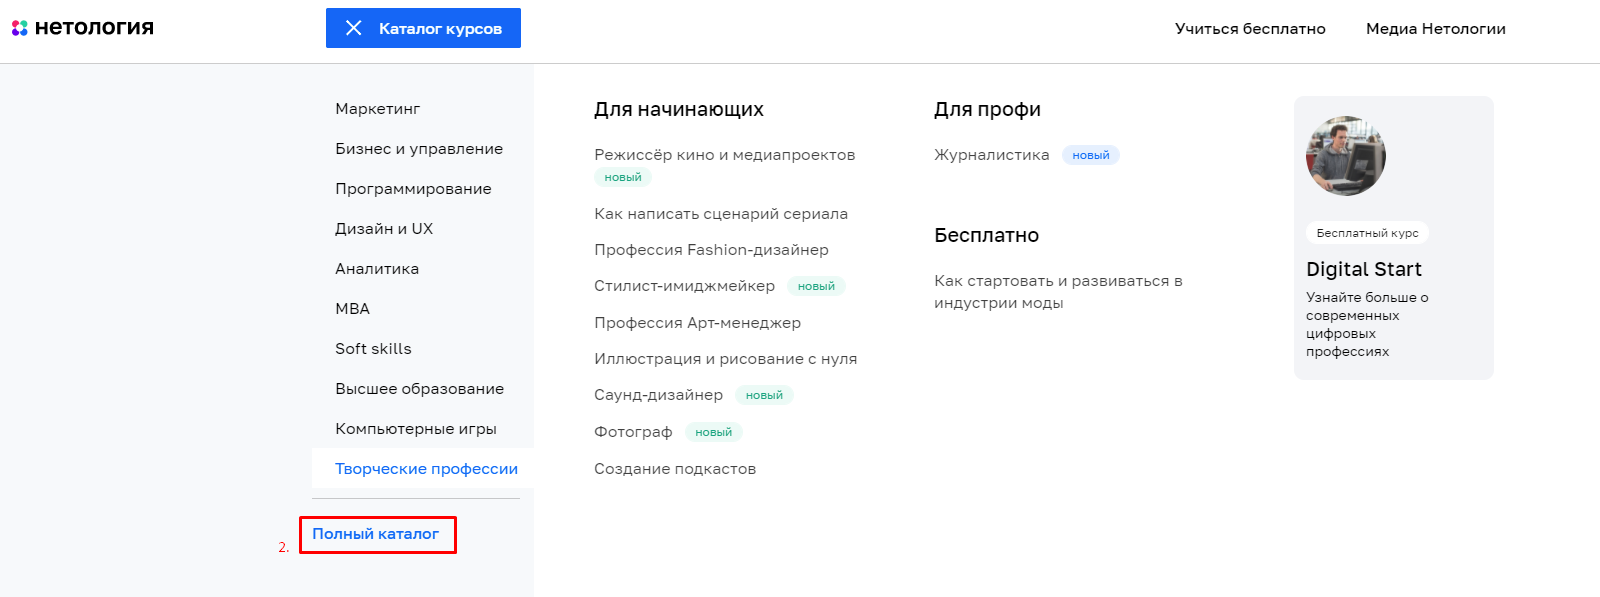 нетология
Каталог курсов
Учиться бесплатно
Медиа Нетологии
Маркетинг
Бизнес и управление
Программирование
Дизайн и UX
Аналитика
MBA
Soft skills
Высшее образование
Компьютерные игры
Творческие профессии
2. Полный каталог
Для начинающих
Режиссёр кино и медиапроектов
новый
Как написать сценарий сериала
Профессия Fashion-дизайнер
Стилист-имиджмейкер новый
Профессия Арт-менеджер
Иллюстрация и рисование с нуля
Саунд-дизайнер новый
Фотограф новый
Создание подкастов
Для профи
Журналистика новый
Бесплатно
Как стартовать и развиваться в
индустрии моды
Бесплатный курс
Digital Start
Узнайте больше о
современных
цифровых
профессиях